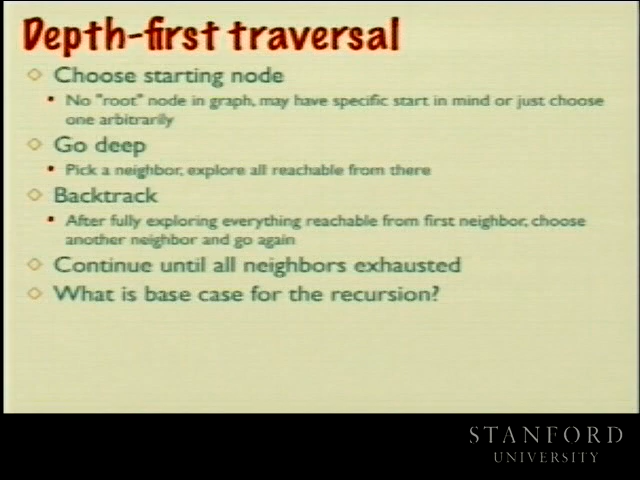 Depth-first traversal
Choose starting node
No "root" node in graph, may have specific start in mind or just choose
one arbitrarily
Go deep
Pick a neighbor, explore all reachable from there
Backtrack
After fully exploring everything reachable from first neighbor, choose
another neighbor and go again
Continue until all neighbors exhausted
What is base case for the recursion?
STANFORD
UNIVERSITY